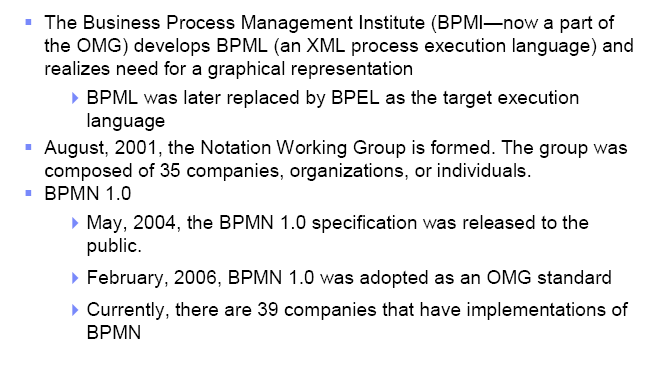 The Business Process Management Institute (BPMI—now a part of
the OMG) develops BPML (an XML process execution language) and
realizes need for a graphical representation
BPML was later replaced by BPEL as the target execution
language
August, 2001, the Notation Working Group is formed. The group was
composed of 35 companies, organizations, or individuals.
BPMN 1.0
May, 2004, the BPMN 1.0 specification was released to the
public.
February, 2006, BPMN 1.0 was adopted as an OMG standard
Currently, there are 39 companies that have implementations of
BPMN